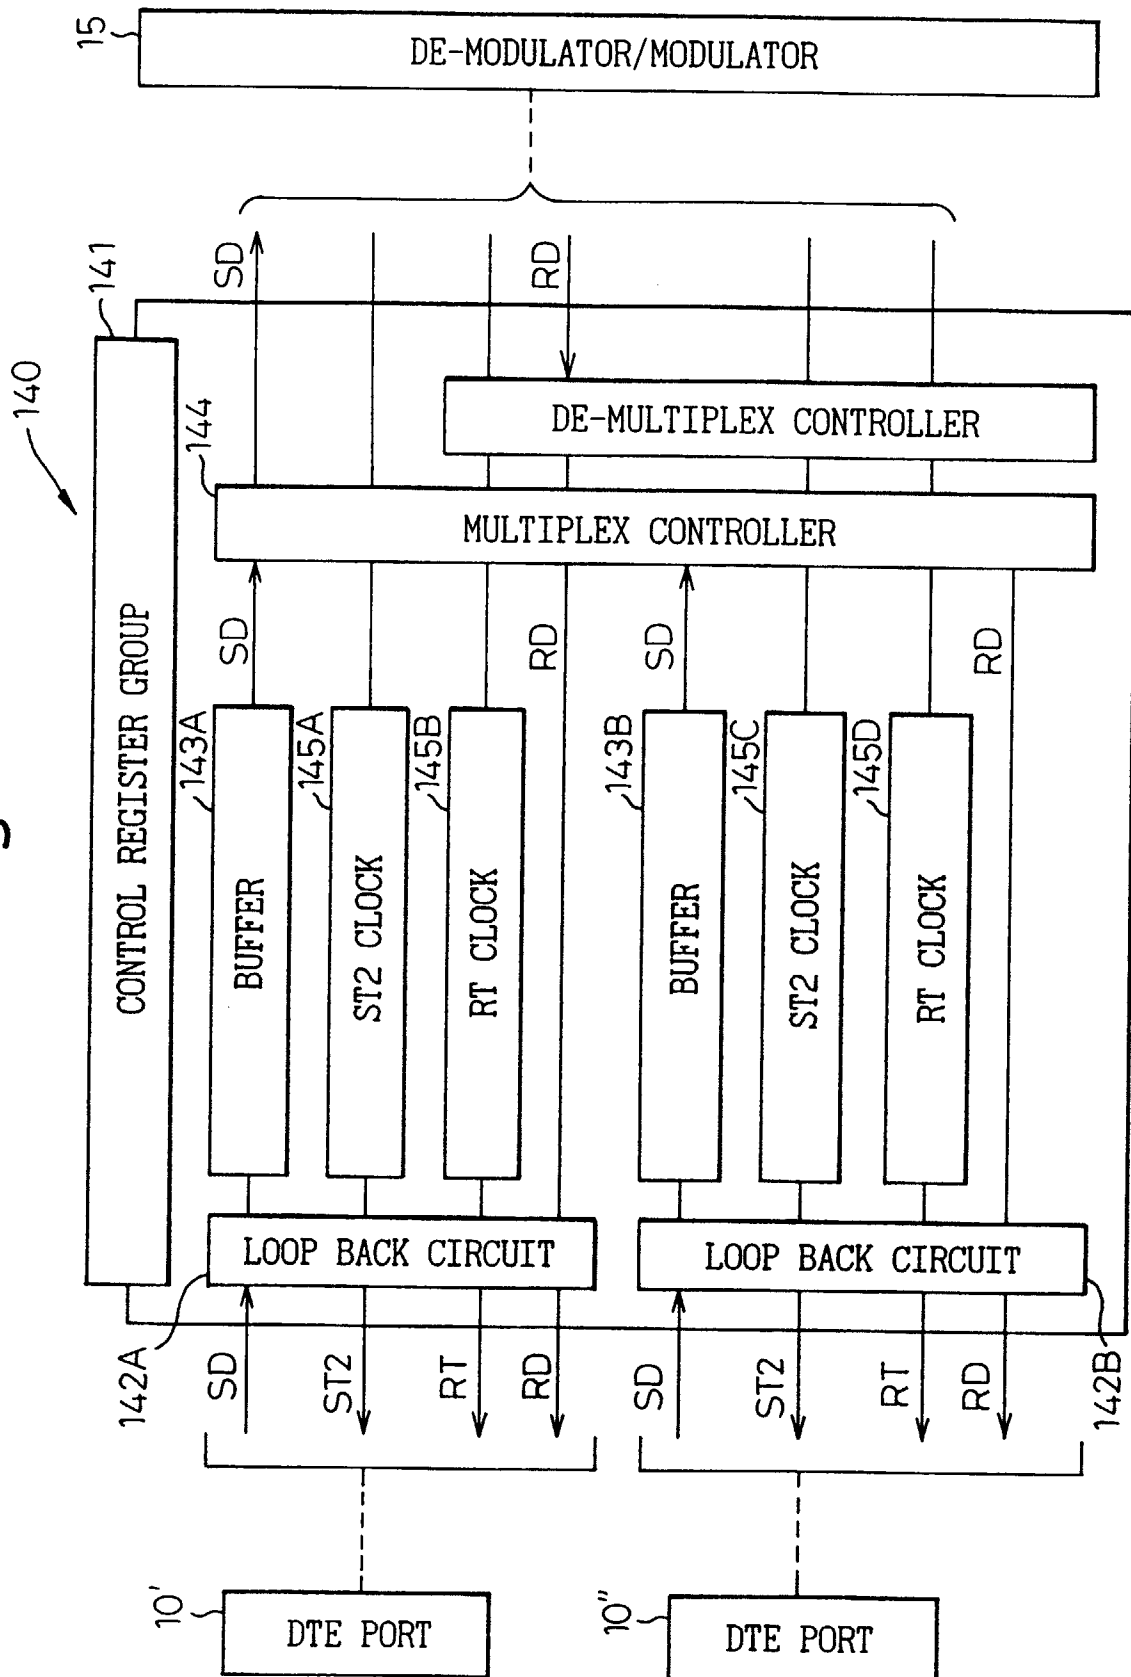 15
DE-MODULATOR/MODULATOR
SD
RD
141
140
144
CONTROL REGISTER GROUP
DE-MULTIPLEX CONTROLLER
MULTIPLEX CONTROLLER
SD
RD
SD
RD
143A
145A
145B
143B
145C
145D
BUFFER
ST2 CLOCK
RT CLOCK
BUFFER
ST2 CLOCK
RT CLOCK
LOOP BACK CIRCUIT
LOOP BACK CIRCUIT
142A
SD
ST2
RT
RD
SD
ST2
RT
RD
142B
10'
DTE PORT
10"
DTE PORT